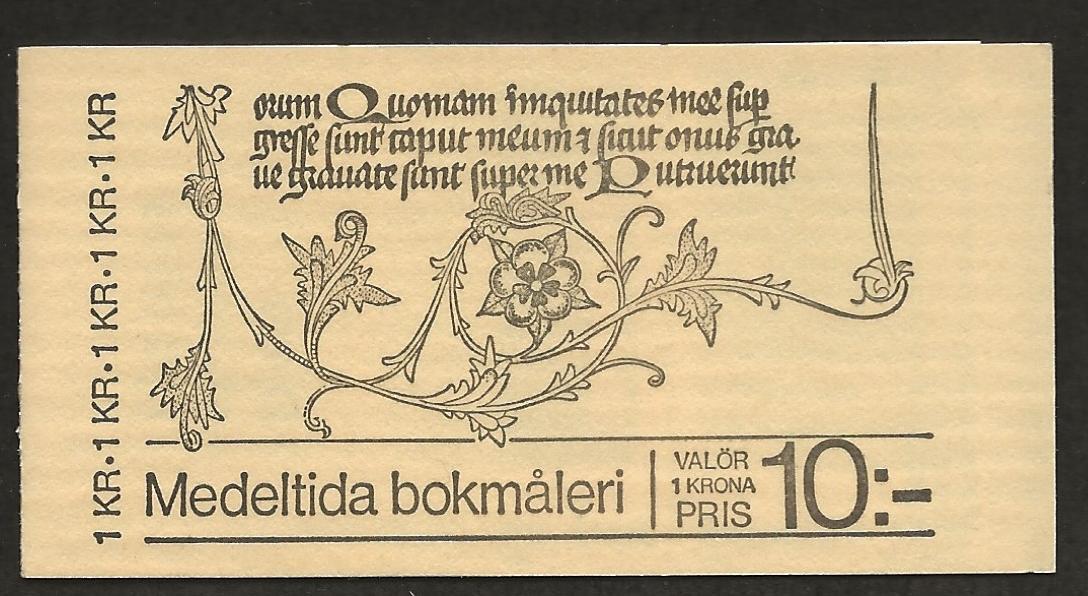 orum Quoniam iniquitates mee sup
gresse sunt caput meum ⁊ sicut onus gra
ue grauate sunt super me Putruerunt
1 KR•1 KR•1 KR•1 KR•1 KR
Medeltida bokmåleri
VALÖR
1 KRONA
PRIS
10:-